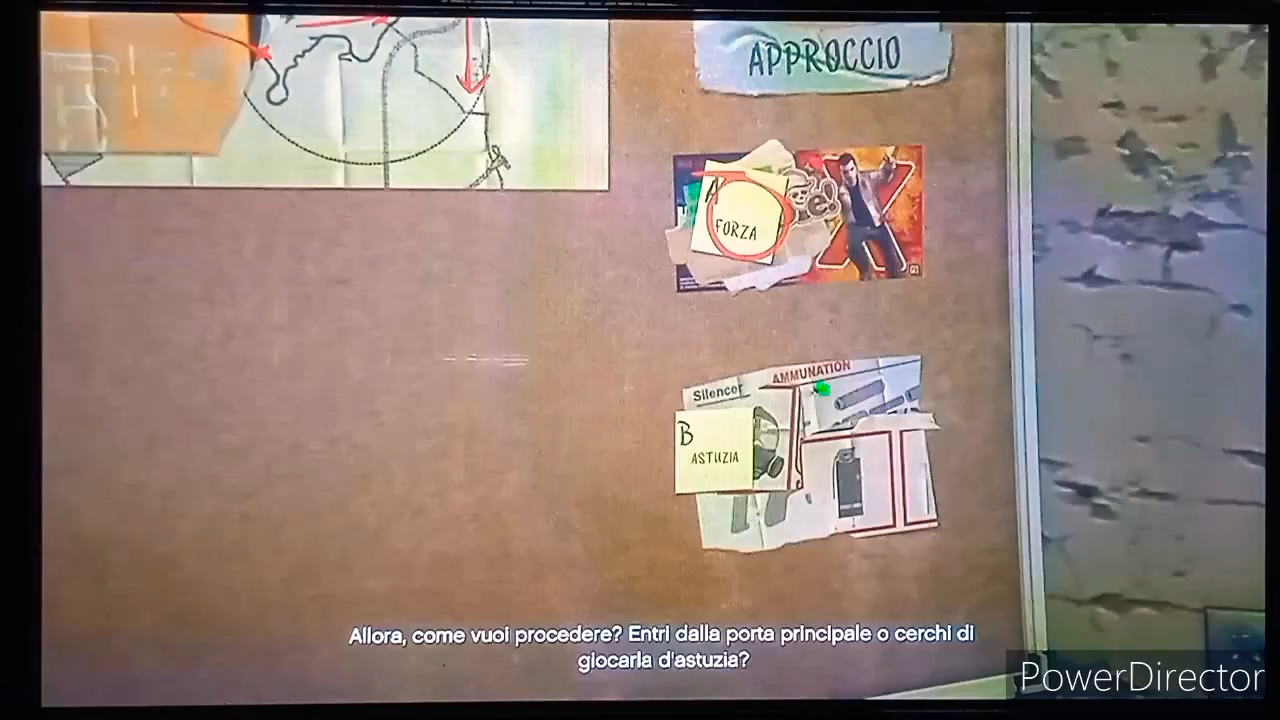 APPROCCIO
A
FORZA
e!
X
Silencer
AMMUNATION
B
ASTUZIA
Allora, come vuoi procedere? Entri dalla porta principale o cerchi di
giocarla d'astuzia?
PowerDirector